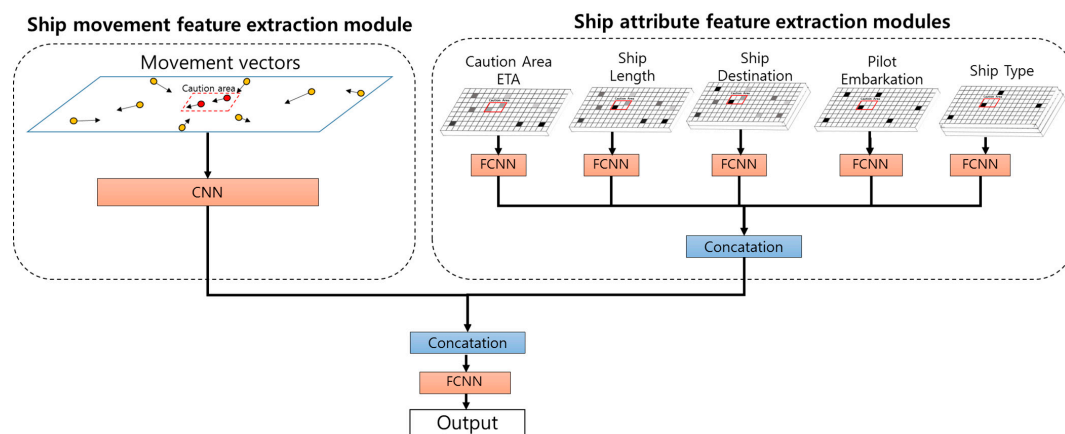 Ship movement feature extraction module
Ship attribute feature extraction modules
Movement vectors
Caution area
CNN
Caution Area
ETA
Ship
Length
Ship
Destination
Pilot
Embarkation
Ship Type
FCNN
FCNN
FCNN
FCNN
FCNN
Concatation
Concatation
FCNN
Output